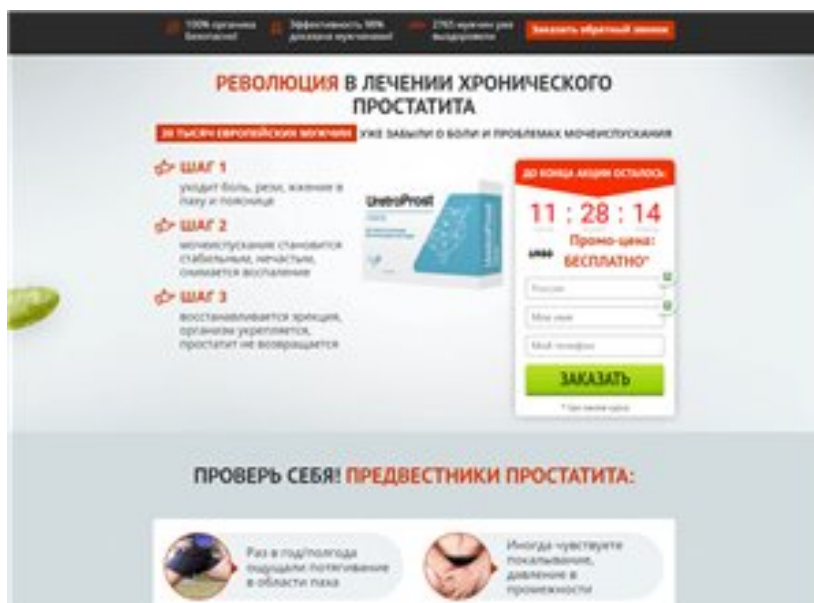 100% органика
Безопасно!
Эффективность 98%
доказана мужчинами!
2765 мужчин уже
выздоровели
Заказать обратный звонок
РЕВОЛЮЦИЯ В ЛЕЧЕНИИ ХРОНИЧЕСКОГО
ПРОСТАТИТА
20 ТЫСЯЧ ЕВРОПЕЙСКИХ МУЖЧИН УЖЕ ЗАБЫЛИ О БОЛИ И ПРОБЛЕМАХ МОЧЕИСПУСКАНИЯ
ШАГ 1
уходит боль, рези, жжение в
паху и пояснице
ШАГ 2
мочеиспускание становится
стабильным, нечастым,
снимается воспаление
ШАГ 3
восстанавливается эрекция,
организм укрепляется,
простатит не возвращается
UretroProst
UretroProst
ДО КОНЦА АКЦИИ ОСТАЛОСЬ:
11 : 28 : 14
Промо-цена:
БЕСПЛАТНО*
Россия
Мое имя
Мой телефон
ЗАКАЗАТЬ
ПРОВЕРЬ СЕБЯ! ПРЕДВЕСТНИКИ ПРОСТАТИТА:
Раз в год/полгода
ощущали потягивание
в области паха
Иногда чувствуете
покалывание,
давление в
промежности